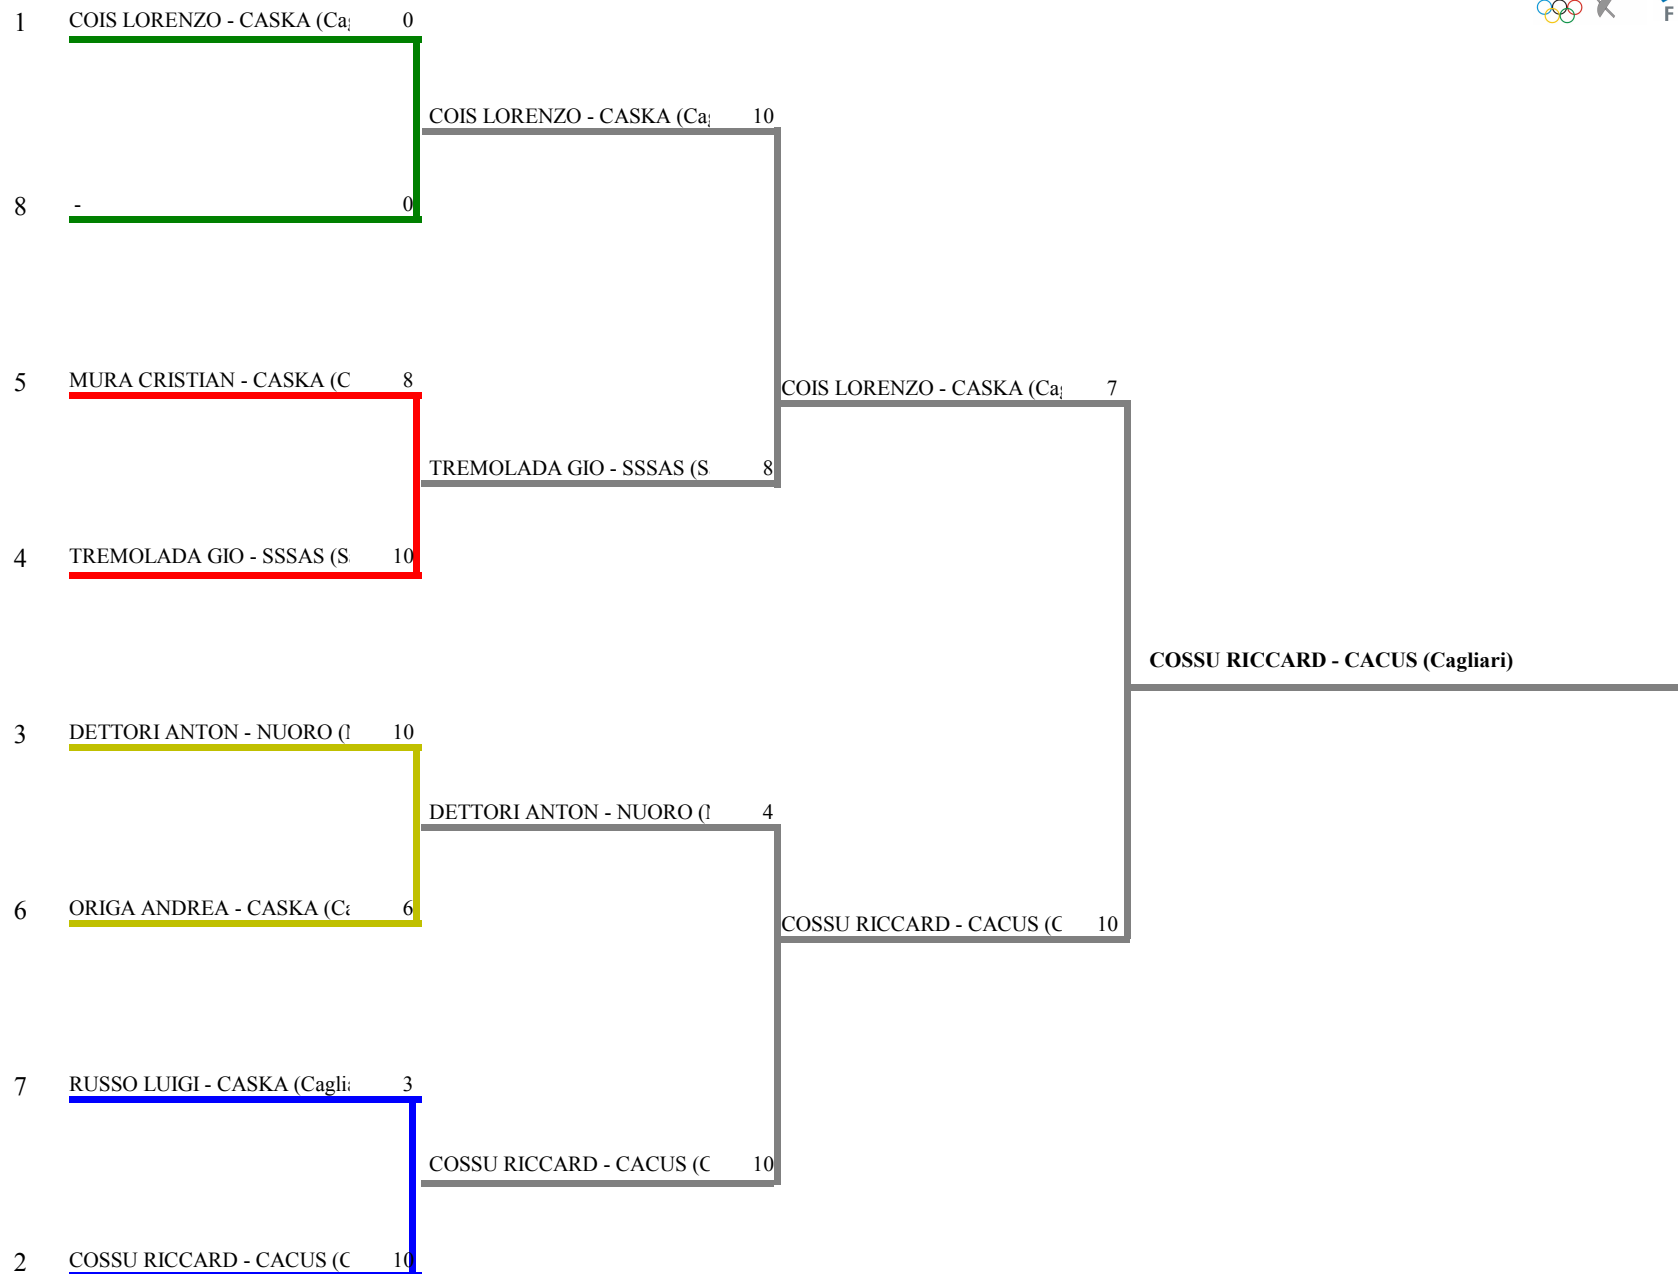 1 COIS LORENZO - CASKA (Ca 0
COIS LORENZO - CASKA (Ca 10
8 - 0
5 MURA CRISTIAN - CASKA (C 8
COIS LORENZO - CASKA (Ca 7
TREMOLADA GIO - SSSAS (S 8
4 TREMOLADA GIO - SSSAS (S 10
COSSU RICCARD - CACUS (Cagliari)
3 DETTORI ANTON - NUORO ( 10
DETTORI ANTON - NUORO ( 4
6 ORIGA ANDREA - CASKA (Ca 6
COSSU RICCARD - CACUS (C 10
7 RUSSO LUIGI - CASKA (Cagli 3
COSSU RICCARD - CACUS (C 10
2 COSSU RICCARD - CACUS (C 10
F